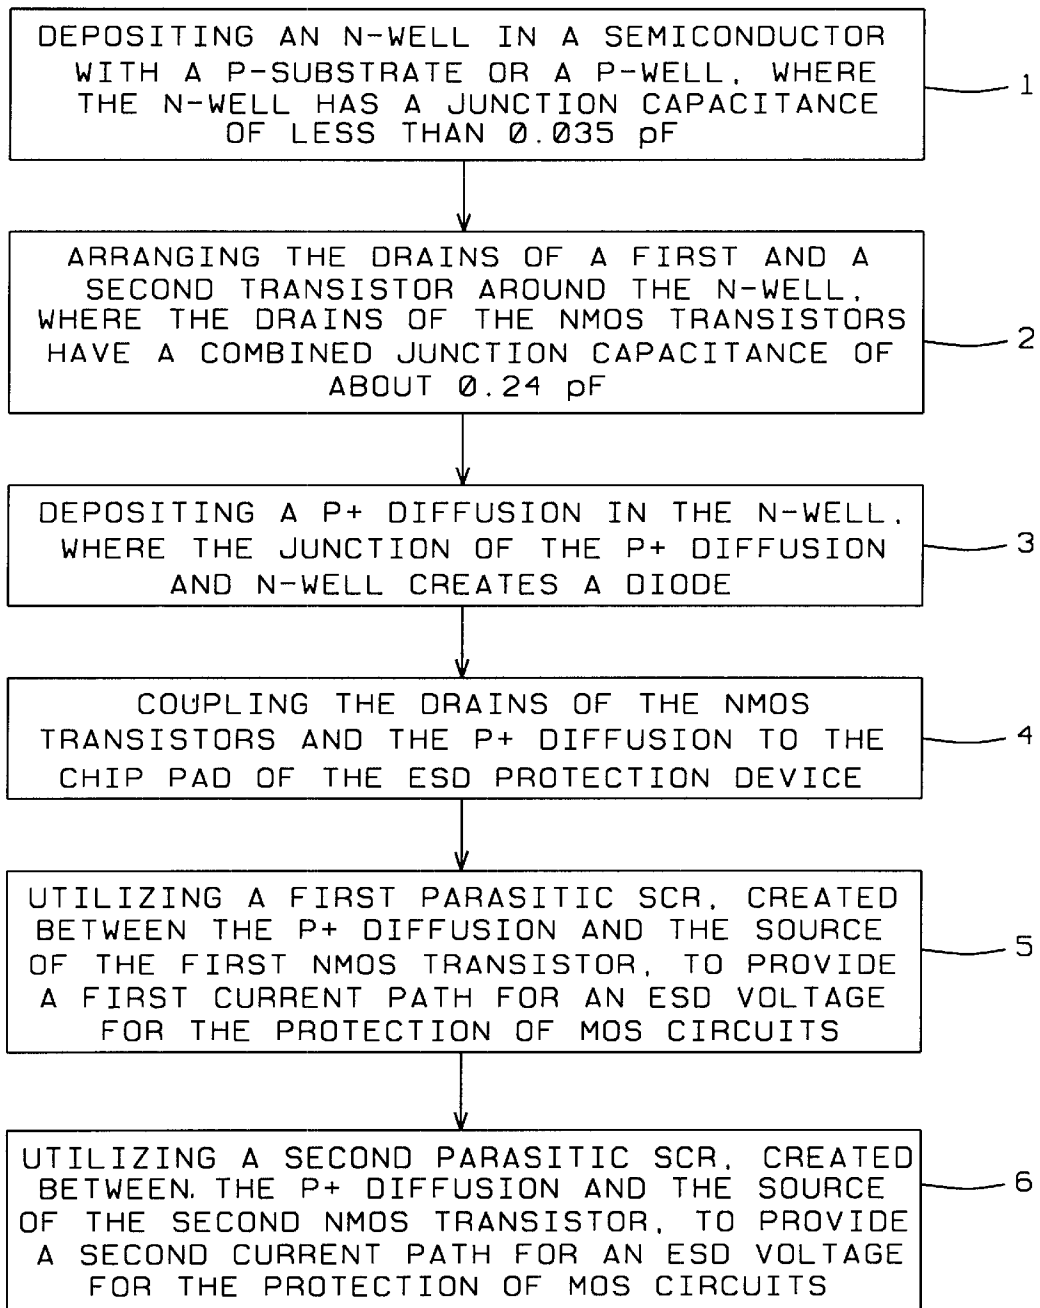 DEPOSITING AN N-WELL IN A SEMICONDUCTOR
WITH A P-SUBSTRATE OR A P-WELL, WHERE
THE N-WELL HAS A JUNCTION CAPACITANCE
OF LESS THAN 0.035 pF
1
ARRANGING THE DRAINS OF A FIRST AND A
SECOND TRANSISTOR AROUND THE N-WELL,
WHERE THE DRAINS OF THE NMOS TRANSISTORS
HAVE A COMBINED JUNCTION CAPACITANCE OF
ABOUT 0.24 pF
2
DEPOSITING A P+ DIFFUSION IN THE N-WELL,
WHERE THE JUNCTION OF THE P+ DIFFUSION
AND N-WELL CREATES A DIODE
3
COUPLING THE DRAINS OF THE NMOS
TRANSISTORS AND THE P+ DIFFUSION TO THE
CHIP PAD OF THE ESD PROTECTION DEVICE
4
UTILIZING A FIRST PARASITIC SCR, CREATED
BETWEEN THE P+ DIFFUSION AND THE SOURCE
OF THE FIRST NMOS TRANSISTOR, TO PROVIDE
A FIRST CURRENT PATH FOR AN ESD VOLTAGE
FOR THE PROTECTION OF MOS CIRCUITS
5
UTILIZING A SECOND PARASITIC SCR, CREATED
BETWEEN THE P+ DIFFUSION AND THE SOURCE
OF THE SECOND NMOS TRANSISTOR, TO PROVIDE
A SECOND CURRENT PATH FOR AN ESD VOLTAGE
FOR THE PROTECTION OF MOS CIRCUITS
6